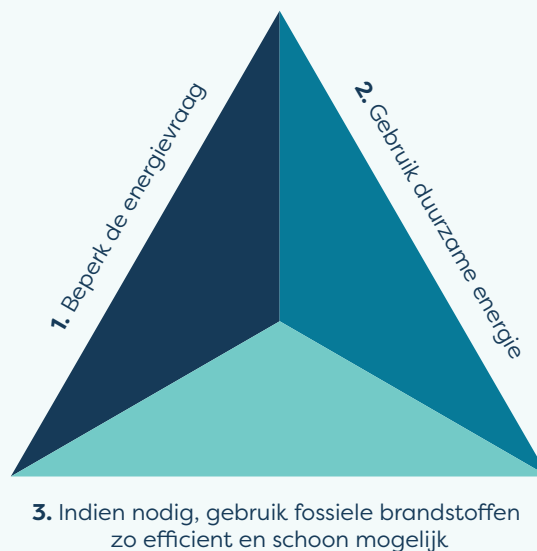 1. Beperk de energievraag
2. Gebruik duurzame energie
3. Indien nodig, gebruik fossiele brandstoffen
zo efficient en schoon mogelijk